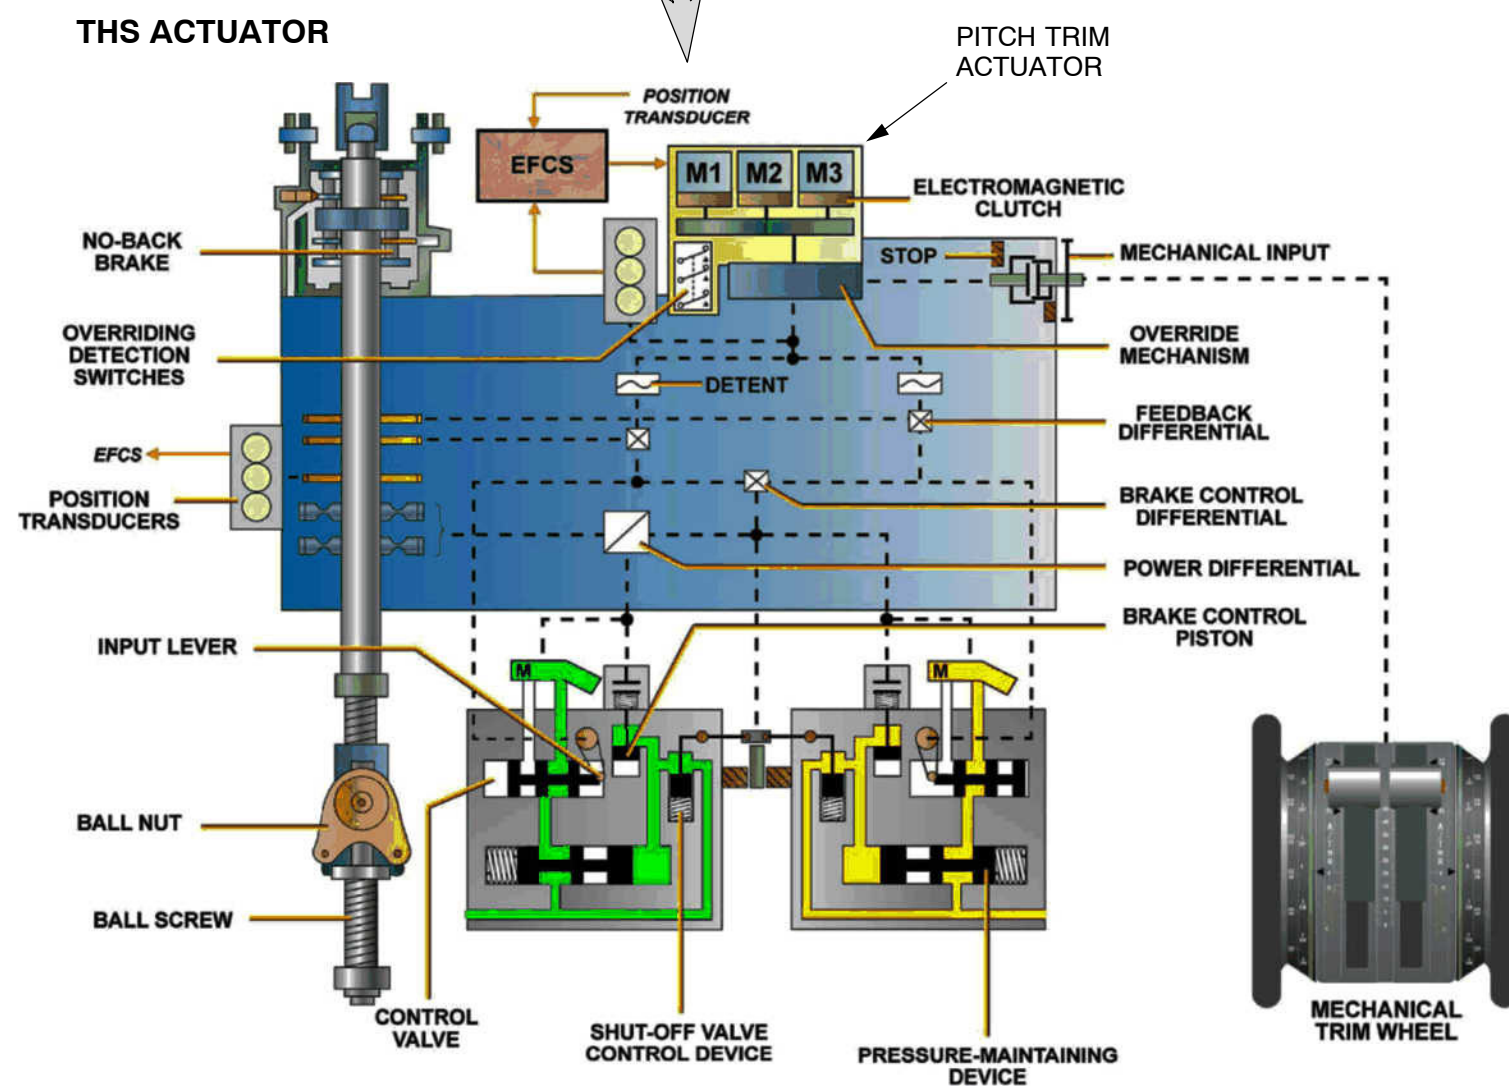 THS ACTUATOR
PITCH TRIM
ACTUATOR
POSITION
TRANSDUCER
EFCS
M1
M2
M3
ELECTROMAGNETIC
CLUTCH
NO-BACK
BRAKE
STOP
MECHANICAL INPUT
OVERRIDING
DETECTION
SWITCHES
OVERRIDE
MECHANISM
DETENT
FEEDBACK
DIFFERENTIAL
EFCS
POSITION
TRANSDUCERS
BRAKE CONTROL
DIFFERENTIAL
POWER DIFFERENTIAL
BRAKE CONTROL
PISTON
INPUT LEVER
M
M
BALL NUT
BALL SCREW
CONTROL
VALVE
SHUT-OFF VALVE
CONTROL DEVICE
PRESSURE-MAINTAINING
DEVICE
MECHANICAL
TRIM WHEEL